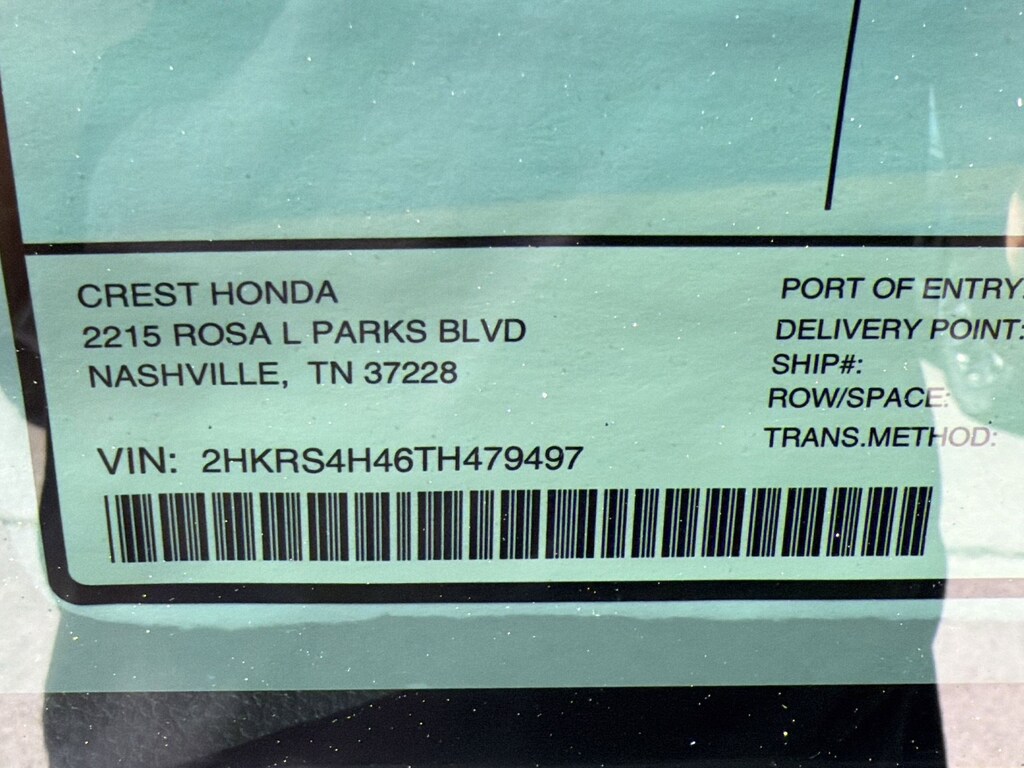 CREST HONDA
2215 ROSA L PARKS BLVD
NASHVILLE, TN 37228
VIN: 2HKRS4H46TH479497
PORT OF ENTRY:
DELIVERY POINT:
SHIP#:
ROW/SPACE:
TRANS.METHOD: